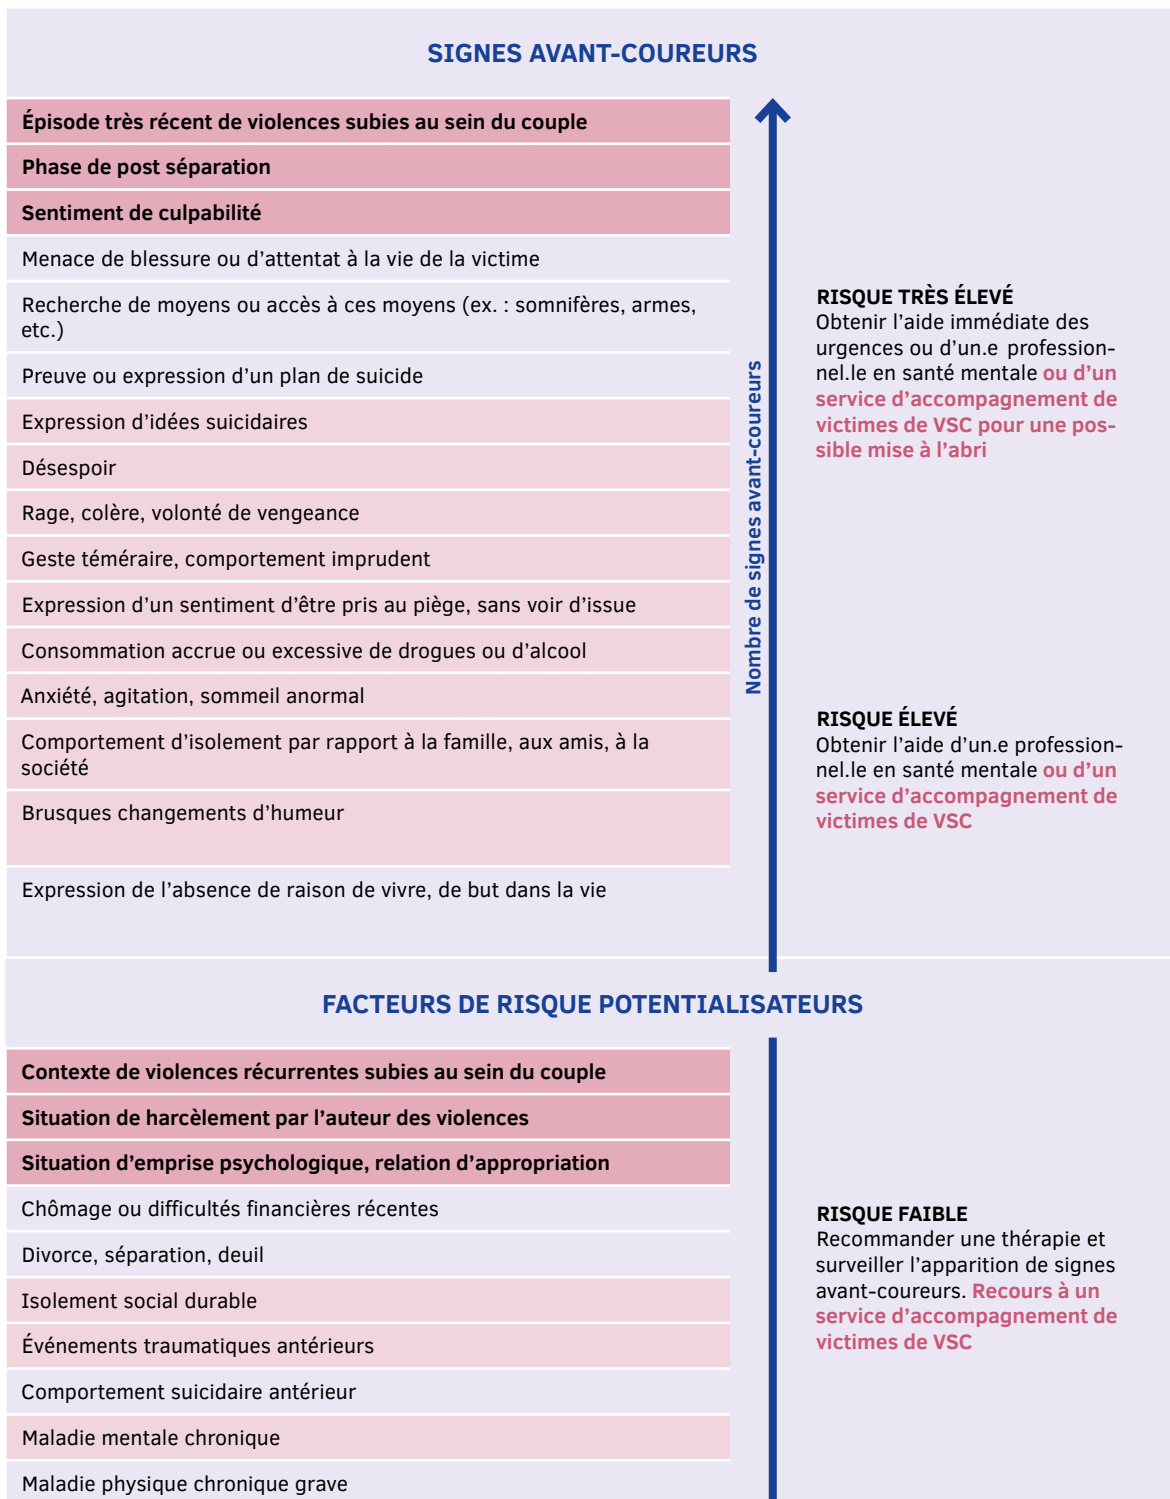 SIGNES AVANT-COUREURS
Épisode très récent de violences subies au sein du couple
Phase de post séparation
Sentiment de culpabilité
Menace de blessure ou d'attentat à la vie de la victime
Recherche de moyens ou accès à ces moyens (ex. : somnifères, armes,
etc.)
Preuve ou expression d'un plan de suicide
Expression d'idées suicidaires
Désespoir
Rage, colère, volonté de vengeance
Geste téméraire, comportement imprudent
Expression d'un sentiment d'être pris au piège, sans voir d'issue
Consommation accrue ou excessive de drogues ou d'alcool
Anxiété, agitation, sommeil anormal
Comportement d'isolement par rapport à la famille, aux amis, à la
société
Brusques changements d'humeur
Expression de l'absence de raison de vivre, de but dans la vie
Nombre de signes avant-coureurs
RISQUE TRÈS ÉLEVÉ
Obtenir l'aide immédiate des
urgences ou d'un.e profession-
nel.le en santé mentale ou d'un
service d'accompagnement de
victimes de VSC pour une pos-
sible mise à l'abri
RISQUE ÉLEVÉ
Obtenir l'aide d'un.e profession-
nel.le en santé mentale ou d'un
service d'accompagnement de
victimes de VSC
FACTEURS DE RISQUE POTENTIALISATEURS
Contexte de violences récurrentes subies au sein du couple
Situation de harcèlement par l'auteur des violences
Situation d'emprise psychologique, relation d'appropriation
Chômage ou difficultés financières récentes
Divorce, séparation, deuil
Isolement social durable
Événements traumatiques antérieurs
Comportement suicidaire antérieur
Maladie mentale chronique
Maladie physique chronique grave
RISQUE FAIBLE
Recommander une thérapie et
surveiller l'apparition de signes
avant-coureurs. Recours à un
service d'accompagnement de
victimes de VSC